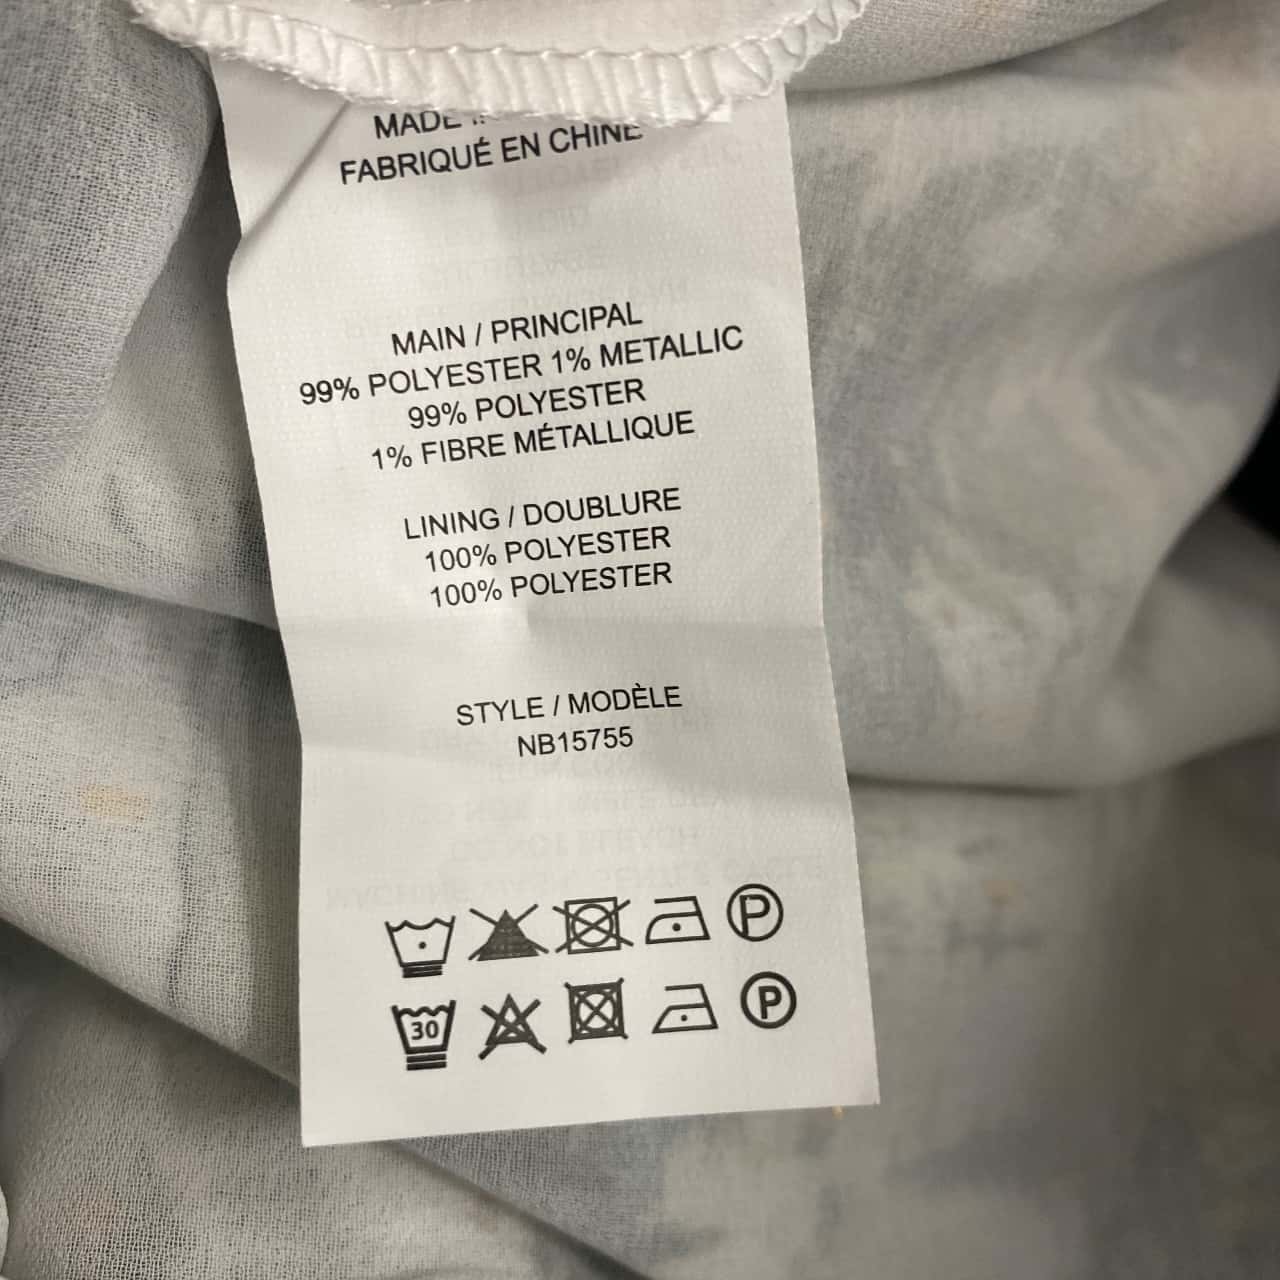 MADE
FABRIQUÉ EN CHINE
MAIN / PRINCIPAL
99% POLYESTER 1% METALLIC
99% POLYESTER
1% FIBRE MÉTALLIQUE
LINING / DOUBLURE
100% POLYESTER
100% POLYESTER
STYLE / MODÈLE
NB15755
P
30 P